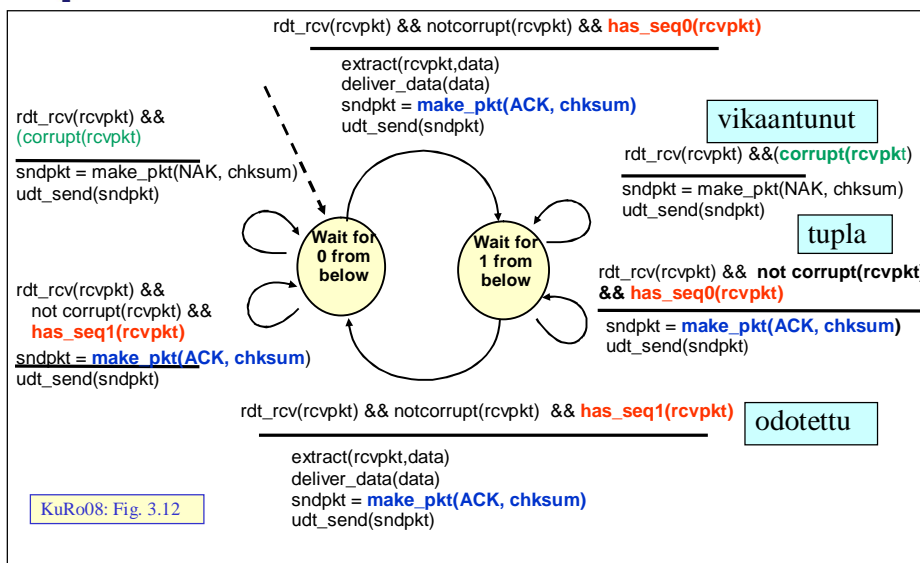 rdt_rcv(rcvpkt) && notcorrupt(rcvpkt) && has_seq0(rcvpkt)
extract(rcvpkt,data)
deliver_data(data)
sndpkt = make_pkt(ACK, chksum)
udt_send(sndpkt)
rdt_rcv(rcvpkt) &&
(corrupt(rcvpkt)
sndpkt = make_pkt(NAK, chksum)
udt_send(sndpkt)
vikaantunut
rdt_rcv(rcvpkt) &&(corrupt(rcvpkt)
sndpkt = make_pkt(NAK, chksum)
udt_send(sndpkt)
tupla
Wait for
0 from
below
Wait for
1 from
below
rdt_rcv(rcvpkt) && not corrupt(rcvpkt)
&& has_seq0(rcvpkt)
sndpkt = make_pkt(ACK, chksum)
udt_send(sndpkt)
rdt_rcv(rcvpkt) &&
not corrupt(rcvpkt) &&
has_seq1(rcvpkt)
sndpkt = make_pkt(ACK, chksum)
udt_send(sndpkt)
rdt_rcv(rcvpkt) && notcorrupt(rcvpkt) && has_seq1(rcvpkt)
odotettu
extract(rcvpkt,data)
deliver_data(data)
sndpkt = make_pkt(ACK, chksum)
udt_send(sndpkt)
KuRo08: Fig. 3.12